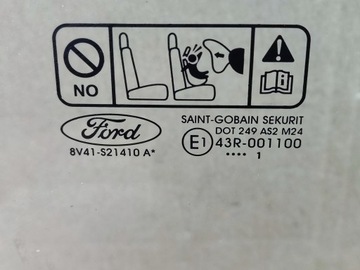 NO
Ford
8V41-S21410 A*
SAINT-GOBAIN SEKURIT
DOT 249 AS2 M24
E1 43R-001100
**** 1